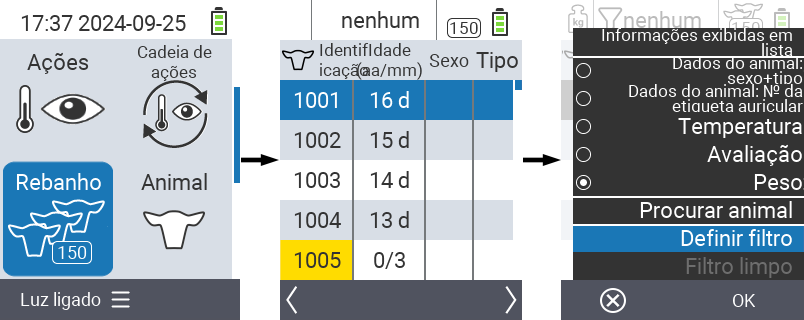 17:37 2024-09-25
Ações
Cadeia de
ações
Rebanho
150
Animal
Luz ligado
nenhum
150
Identif
icação
Idade
(aa/mm)
Sexo
Tipo
1001 16 d
1002 15 d
1003 14 d
1004 13 d
1005 0/3
kg
nenhum
150
Informações exibidas em
lista
Dados do animal:
sexo+tipo
Dados do animal: Nº da
etiqueta auricular
Temperatura
Avaliação
Peso
Procurar animal
Definir filtro
Filtro limpo
OK